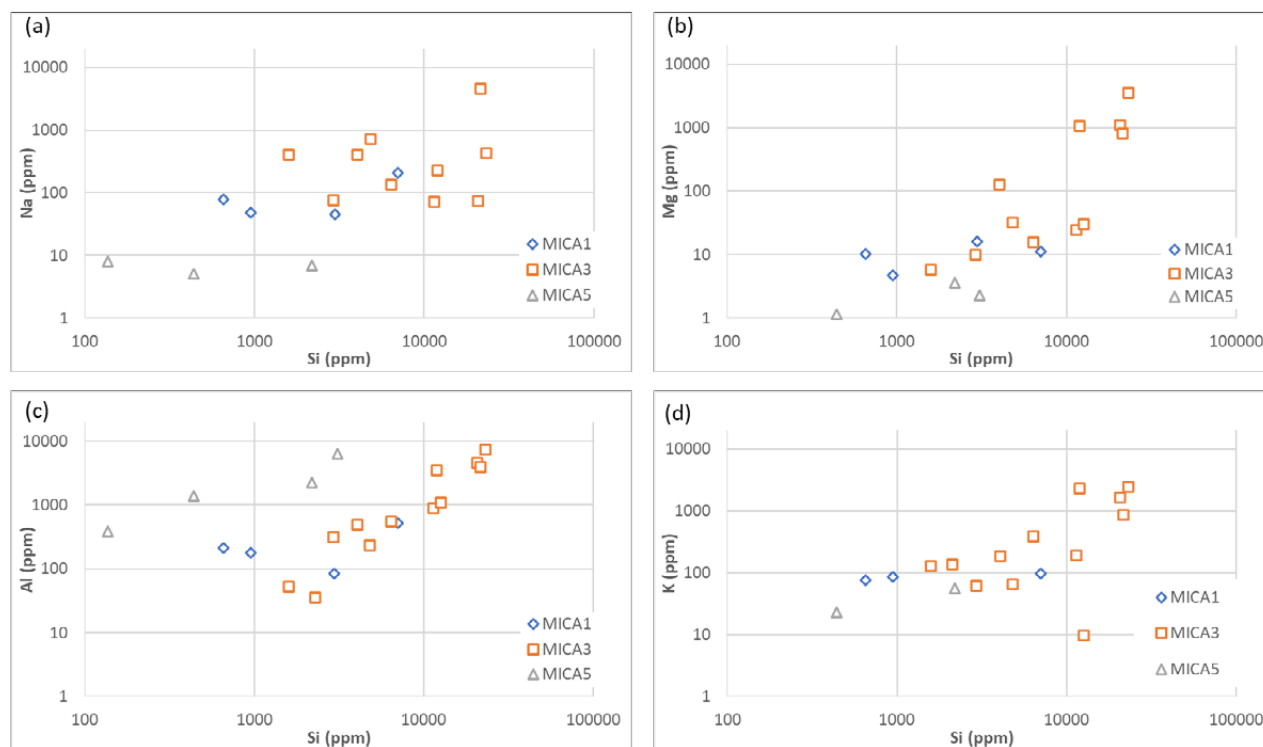 (a)
10000
1000
100
10
1
Na (ppm)
100
1000
10000
100000
Si (ppm)
MICA1
MICA3
MICA5
(b)
10000
1000
100
10
1
Mg (ppm)
100
1000
10000
100000
Si (ppm)
MICA1
MICA3
MICA5
(c)
10000
1000
100
10
1
Al (ppm)
100
1000
10000
100000
Si (ppm)
MICA1
MICA3
MICA5
(d)
10000
1000
100
10
1
K (ppm)
100
1000
10000
100000
Si (ppm)
MICA1
MICA3
MICA5